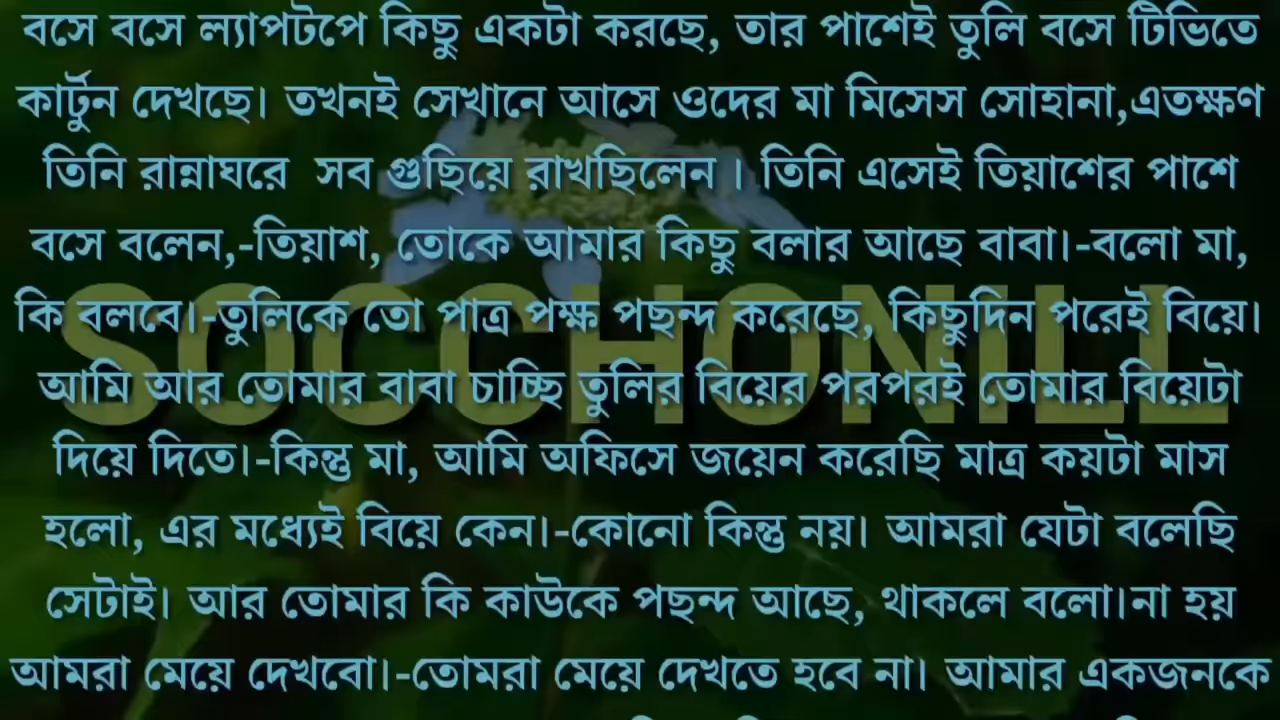 বসে বসে ল্যাপটপে কিছু একটা করছে, তার পাশেই তুলি বসে টিভিতে
কার্টুন দেখছে। তখনই সেখানে আসে ওদের মা মিসেস সোহানা,এতক্ষণ
তিনি রান্নাঘরে  সব গুছিয়ে রাখছিলেন । তিনি এসেই তিয়াশের পাশে
বসে বলেন,-তিয়াশ, তোকে আমার কিছু বলার আছে বাবা।-বলো মা,
কি বলবে।-তুলিকে তো পাত্র পক্ষ পছন্দ করেছে, কিছুদিন পরেই বিয়ে।
SOCCHONILL
আমি আর তোমার বাবা চাচ্ছি তুলির বিয়ের পরপরই তোমার বিয়েটা
দিয়ে দিতে।-কিন্তু মা, আমি অফিসে জয়েন করেছি মাত্র কয়টা মাস
হলো, এর মধ্যেই বিয়ে কেন।-কোনো কিন্তু নয়। আমরা যেটা বলেছি
সেটাই। আর তোমার কি কাউকে পছন্দ আছে, থাকলে বলো।না হয়
আমরা মেয়ে দেখবো।-তোমরা মেয়ে দেখতে হবে না। আমার একজনকে